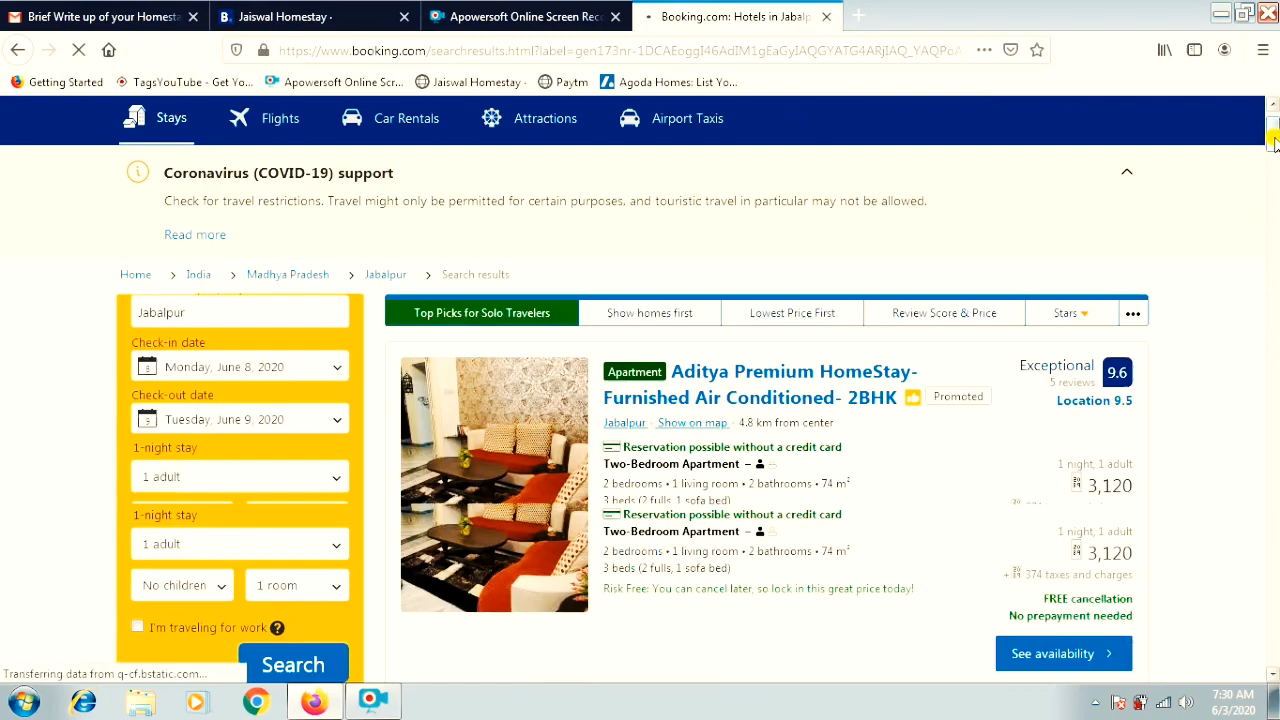 Brief Write up of your Homesta
Jaiswal Homestay ·
Apowersoft Online Screen Rec
Booking.com: Hotels in Jabalp
https://www.booking.com/searchresults.html?label=gen173nr-1DCAEoggI46AdIM1gEaGyIAQGYATG4ARjIAQ_YAQPoA
Getting Started
TagsYouTube - Get Yo...
Apowersoft Online Scr...
Jaiswal Homestay ·
Paytm
Agoda Homes: List Yo...
Stays
Flights
Car Rentals
Attractions
Airport Taxis
Coronavirus (COVID-19) support
Check for travel restrictions. Travel might only be permitted for certain purposes, and touristic travel in particular may not be allowed.
Read more
Home > India > Madhya Pradesh > Jabalpur > Search results
Jabalpur
Check-in date
Monday, June 8, 2020
Check-out date
Tuesday, June 9, 2020
1-night stay
1 adult
1-night stay
1 adult
No children
1 room
I'm traveling for work
Search
Top Picks for Solo Travelers
Show homes first
Lowest Price First
Review Score & Price
Stars
Apartment Aditya Premium HomeStay-
Furnished Air Conditioned- 2BHK
Promoted
Exceptional 9.6
5 reviews
Location 9.5
Jabalpur · Show on map · 4.8 km from center
Reservation possible without a credit card
Two-Bedroom Apartment –
2 bedrooms • 1 living room • 2 bathrooms • 74 m²
3 beds (2 fulls, 1 sofa bed)
1 night, 1 adult
3,120
Reservation possible without a credit card
Two-Bedroom Apartment –
2 bedrooms • 1 living room • 2 bathrooms • 74 m²
3 beds (2 fulls, 1 sofa bed)
Risk Free: You can cancel later, so lock in this great price today!
1 night, 1 adult
3,120
+ 374 taxes and charges
FREE cancellation
No prepayment needed
See availability
Transferring data from q-cf.bstatic.com...
7:30 AM
6/3/2020